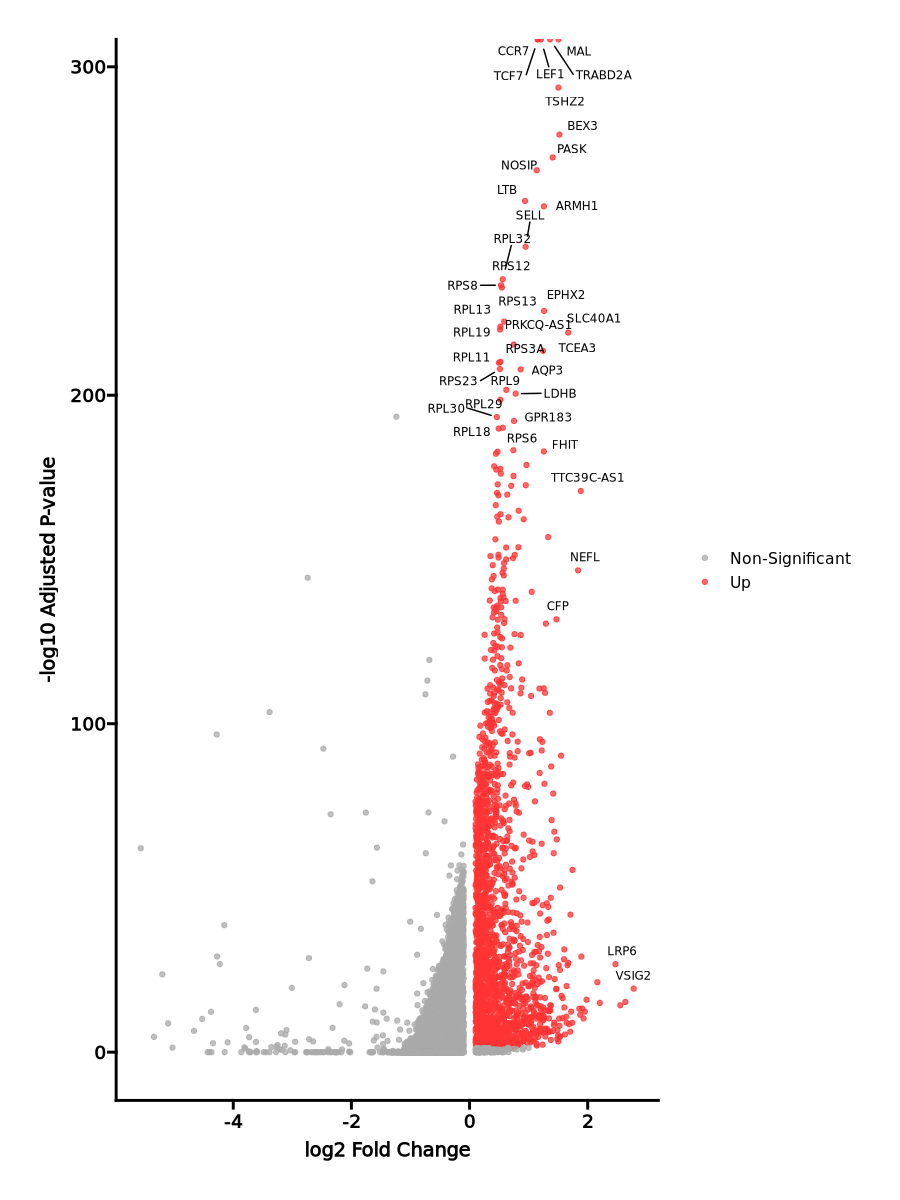 300
CCR7
MAL
TCF7
LEF1
TRABD2A
TSHZ2
BEX3
PASK
NOSIP
LTB
ARMH1
SELL
RPL32
RPS12
RPS8
EPHX2
RPS13
RPL13
SLC40A1
PRKCQ-AS1
RPL19
RPS3A
TCEA3
RPL11
AQP3
RPS23
RPL9
LDHB
200
RPL29
RPL30
GPR183
RPL18
RPS6
FHIT
TTC39C-AS1
NEFL
CFP
Non-Significant
Up
-log10 Adjusted P-value
100
LRP6
VSIG2
0
-4
-2
0
2
log2 Fold Change